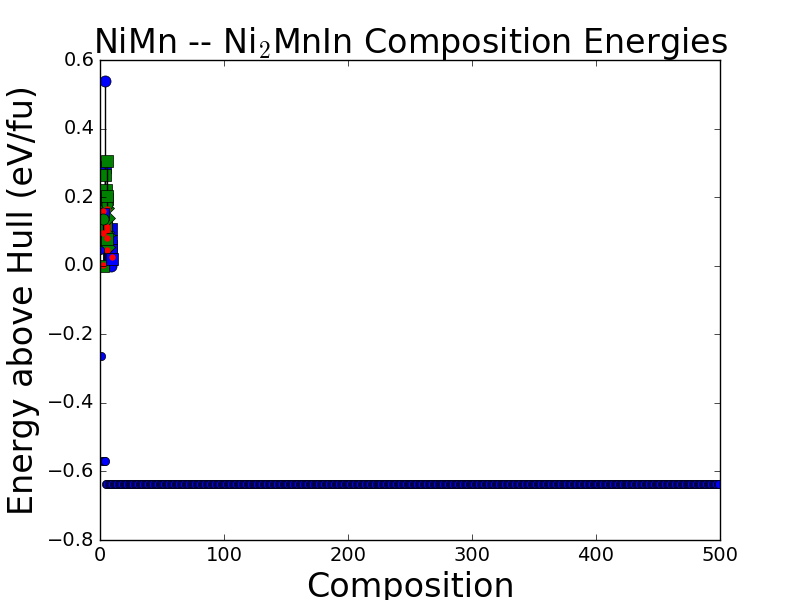 NiMn -- Ni₂MnIn Composition Energies
Energy above Hull (eV/fu)
0.6
0.4
0.2
0.0
−0.2
−0.4
−0.6
−0.8
0 100 200 300 400 500
Composition